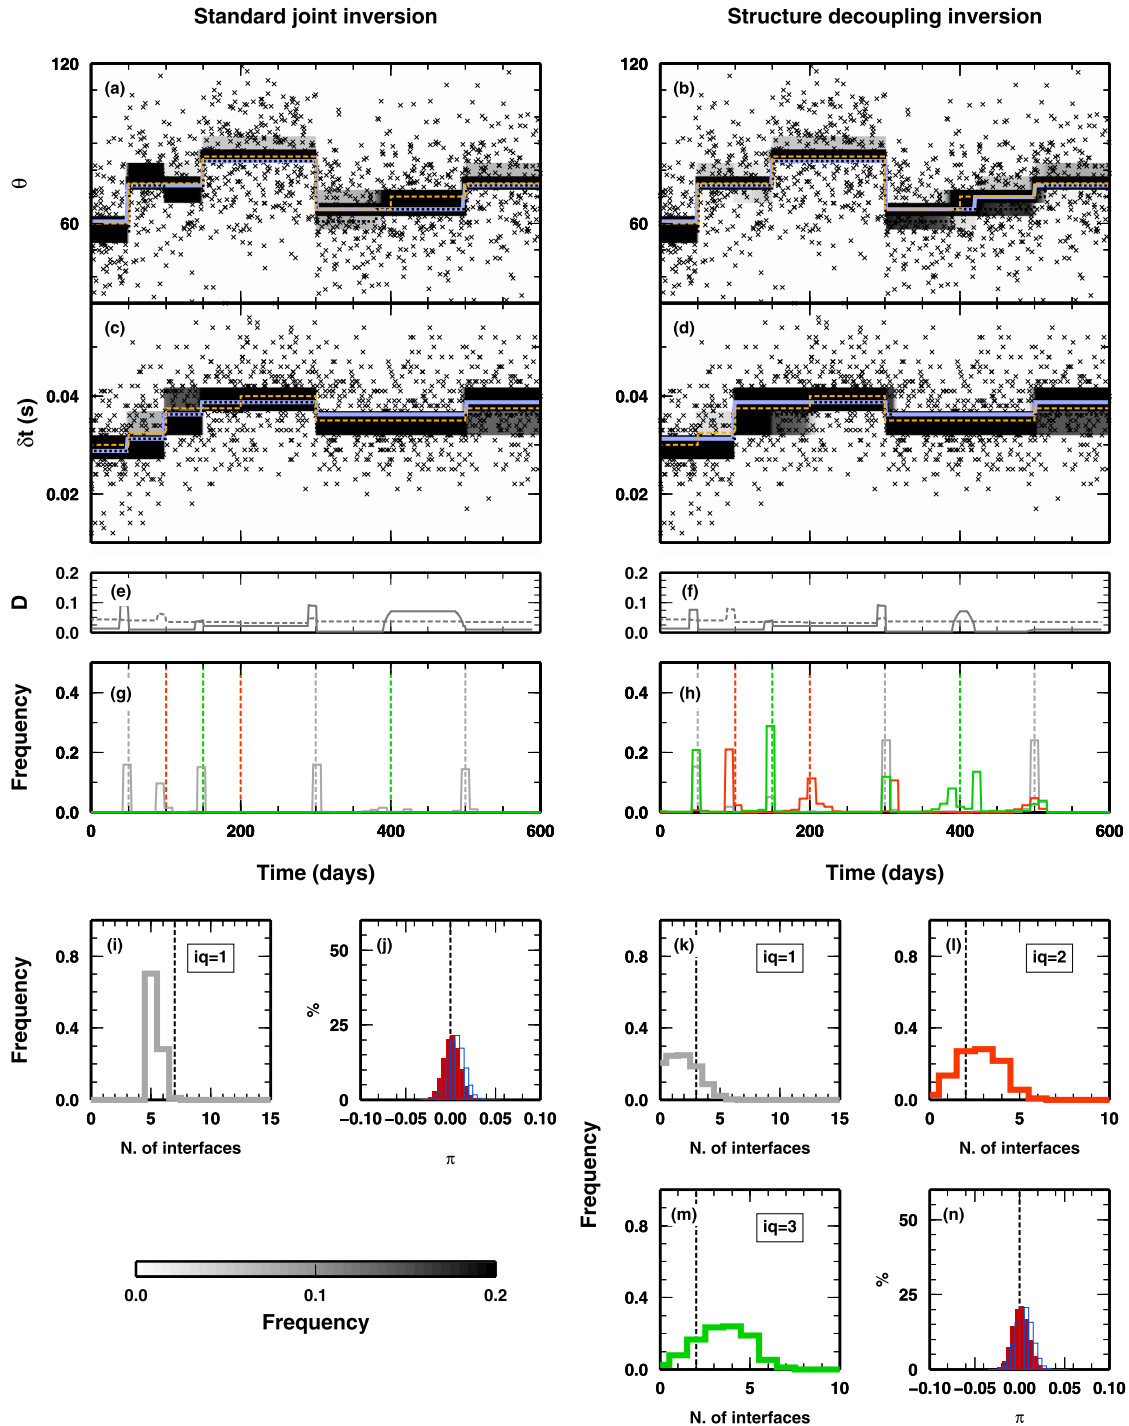 Standard joint inversion
Structure decoupling inversion
120
(a)
θ
60
120
(b)
60
(c)
0.04
δt (s)
0.02
(d)
0.04
0.02
0.2
(e)
D
0.1
0.0
0.2
(f)
0.1
0.0
(g)
0.4
Frequency
0.2
0.0
0 200 400 600
Time (days)
(h)
0.4
0.2
0.0
0 200 400 600
Time (days)
(i)
iq=1
0.8
Frequency
0.4
0.0
0 5 10 15
N. of interfaces
(j)
50
%
25
0
−0.10 −0.05 0.00 0.05 0.10
π
(k)
iq=1
0.8
0.4
0.0
0 5 10 15
N. of interfaces
(l)
iq=2
0.8
0.4
0.0
0 5 10
N. of interfaces
Frequency
(m)
iq=3
0.8
0.4
0.0
0 5 10
N. of interfaces
(n)
50
%
25
0
−0.10 −0.05 0.00 0.05 0.10
π
0.0 0.1 0.2
Frequency